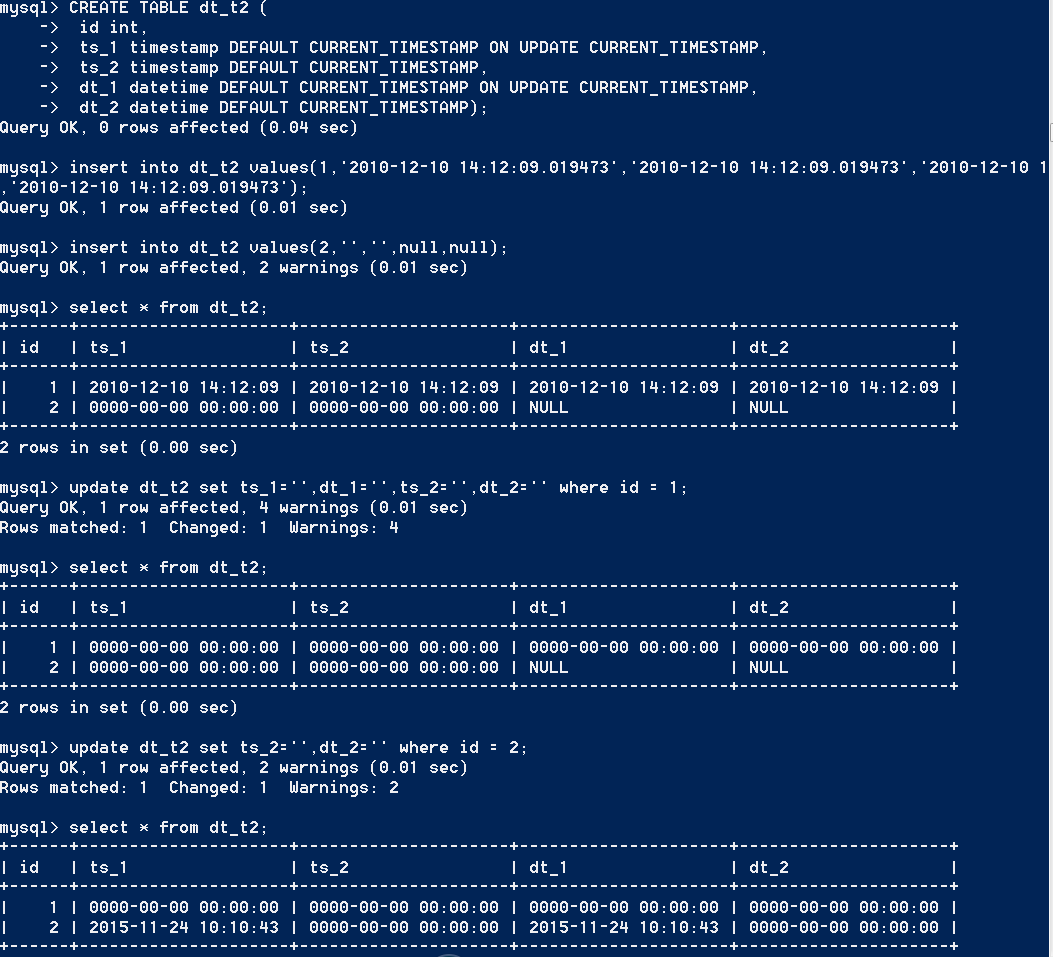 mysql> CREATE TABLE dt_t2 (
    ->  id int,
    ->  ts_1 timestamp DEFAULT CURRENT_TIMESTAMP ON UPDATE CURRENT_TIMESTAMP,
    ->  ts_2 timestamp DEFAULT CURRENT_TIMESTAMP,
    ->  dt_1 datetime DEFAULT CURRENT_TIMESTAMP ON UPDATE CURRENT_TIMESTAMP,
    ->  dt_2 datetime DEFAULT CURRENT_TIMESTAMP);
Query OK, 0 rows affected (0.04 sec)

mysql> insert into dt_t2 values(1,'2010-12-10 14:12:09.019473','2010-12-10 14:12:09.019473','2010-12-10 1
,'2010-12-10 14:12:09.019473');
Query OK, 1 row affected (0.01 sec)

mysql> insert into dt_t2 values(2,'','',null,null);
Query OK, 1 row affected, 2 warnings (0.01 sec)

mysql> select * from dt_t2;
+------+---------------------+---------------------+---------------------+---------------------+
| id   | ts_1                | ts_2                | dt_1                | dt_2                |
+------+---------------------+---------------------+---------------------+---------------------+
|    1 | 2010-12-10 14:12:09 | 2010-12-10 14:12:09 | 2010-12-10 14:12:09 | 2010-12-10 14:12:09 |
|    2 | 0000-00-00 00:00:00 | 0000-00-00 00:00:00 | NULL                | NULL                |
+------+---------------------+---------------------+---------------------+---------------------+
2 rows in set (0.00 sec)

mysql> update dt_t2 set ts_1='',dt_1='',ts_2='',dt_2='' where id = 1;
Query OK, 1 row affected, 4 warnings (0.01 sec)
Rows matched: 1  Changed: 1  Warnings: 4

mysql> select * from dt_t2;
+------+---------------------+---------------------+---------------------+---------------------+
| id   | ts_1                | ts_2                | dt_1                | dt_2                |
+------+---------------------+---------------------+---------------------+---------------------+
|    1 | 0000-00-00 00:00:00 | 0000-00-00 00:00:00 | 0000-00-00 00:00:00 | 0000-00-00 00:00:00 |
|    2 | 0000-00-00 00:00:00 | 0000-00-00 00:00:00 | NULL                | NULL                |
+------+---------------------+---------------------+---------------------+---------------------+
2 rows in set (0.00 sec)

mysql> update dt_t2 set ts_2='',dt_2='' where id = 2;
Query OK, 1 row affected, 2 warnings (0.01 sec)
Rows matched: 1  Changed: 1  Warnings: 2

mysql> select * from dt_t2;
+------+---------------------+---------------------+---------------------+---------------------+
| id   | ts_1                | ts_2                | dt_1                | dt_2                |
+------+---------------------+---------------------+---------------------+---------------------+
|    1 | 0000-00-00 00:00:00 | 0000-00-00 00:00:00 | 0000-00-00 00:00:00 | 0000-00-00 00:00:00 |
|    2 | 2015-11-24 10:10:43 | 0000-00-00 00:00:00 | 2015-11-24 10:10:43 | 0000-00-00 00:00:00 |
+------+---------------------+---------------------+---------------------+---------------------+